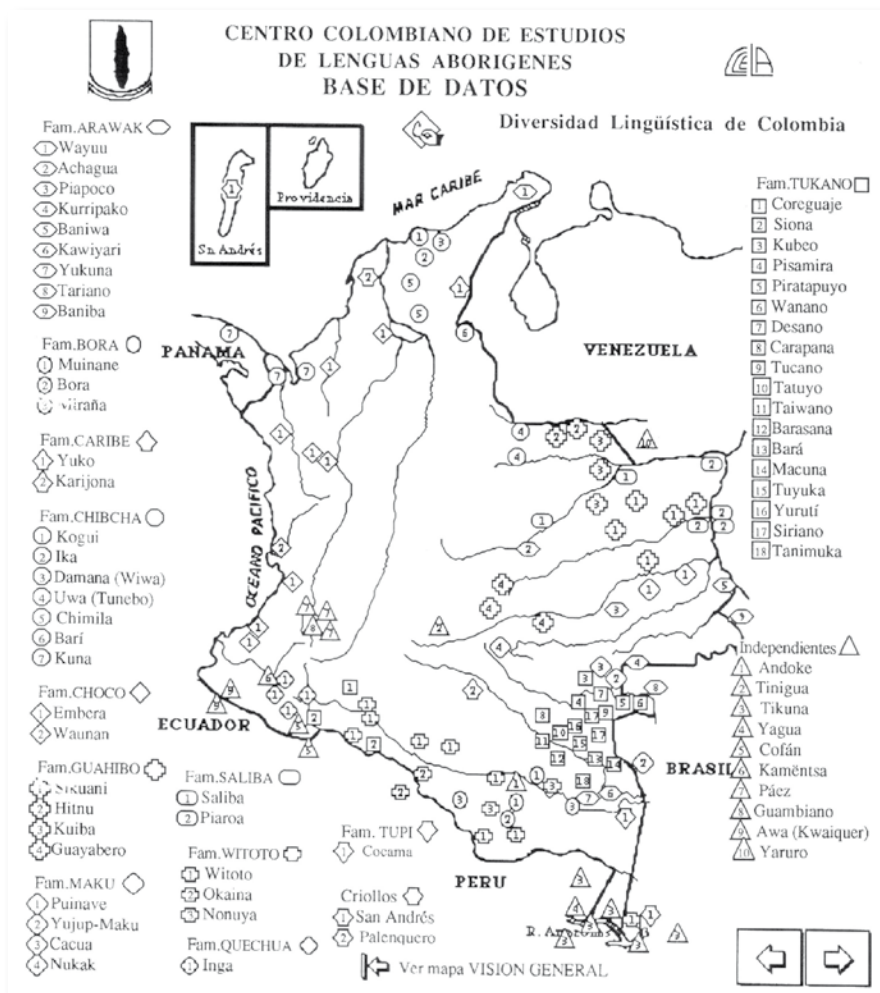 CENTRO COLOMBIANO DE ESTUDIOS
DE LENGUAS ABORIGENES
BASE DE DATOS
Diversidad Lingüística de Colombia
Fam.ARAWAK
1 Wayuu
2 Achagua
3 Piapoco
4 Kurripako
5 Baniwa
6 Kawiyari
7 Yukuna
8 Tariano
9 Baniba
Fam.BORA
1 Muinane
2 Bora
3 Miraña
Fam.CARIBE
1 Yuko
2 Karijona
Fam.CHIBCHA
1 Kogui
2 Ika
3 Damana (Wiwa)
4 Uwa (Tunebo)
5 Chimila
6 Barí
7 Kuna
Fam.CHOCO
1 Embera
2 Waunan
Fam.GUAHIBO
1 Sikuani
2 Hitnu
3 Kuiba
4 Guayabero
Fam.MAKU
1 Puinave
2 Yujup-Maku
3 Cacua
4 Nukak
Fam.SALIBA
1 Saliba
2 Piaroa
Fam.WITOTO
1 Witoto
2 Okaina
3 Nonuya
Fam.QUECHUA
1 Inga
Fam. TUPI
1 Cocama
Criollos
1 San Andrés
2 Palenquero
Ver mapa VISION GENERAL
Sn Andrés
Providencia
MAR CARIBE
PANAMA
VENEZUELA
OCEANO PACIFICO
ECUADOR
PERU
BRASIL
Fam.TUKANO
1 Coreguaje
2 Siona
3 Kubeo
4 Pisamira
5 Piratapuyo
6 Wanano
7 Desano
8 Carapana
9 Tucano
10 Tatuyo
11 Taiwano
12 Barasana
13 Bará
14 Macuna
15 Tuyuka
16 Yurutí
17 Siriano
18 Tanimuka
Independientes
1 Andoke
2 Tinigua
3 Tikuna
4 Yagua
5 Cofán
6 Kamëntsa
7 Páez
8 Guambiano
9 Awa (Kwaiquer)
10 Yaruro